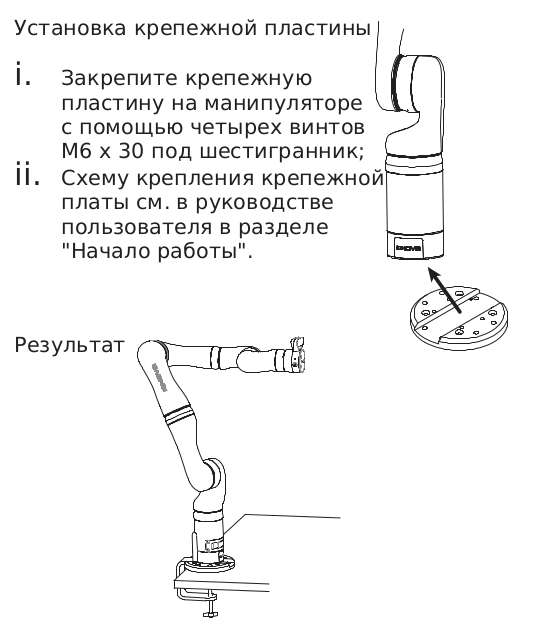 Установка крепежной пластины
i. Закрепите крепежную
пластину на манипуляторе
с помощью четырех винтов
М6 х 30 под шестигранник;
ii. Схему крепления крепежной
платы см. в руководстве
пользователя в разделе
"Начало работы".
Результат